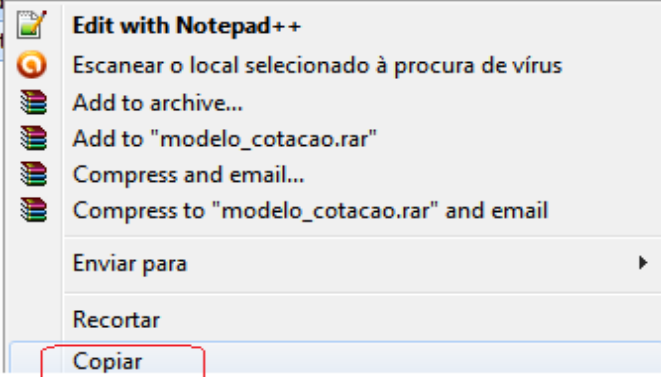 Edit with Notepad++
Escanear o local selecionado à procura de vírus
Add to archive...
Add to "modelo_cotacao.rar"
Compress and email...
Compress to "modelo_cotacao.rar" and email
Enviar para
Recortar
Copiar